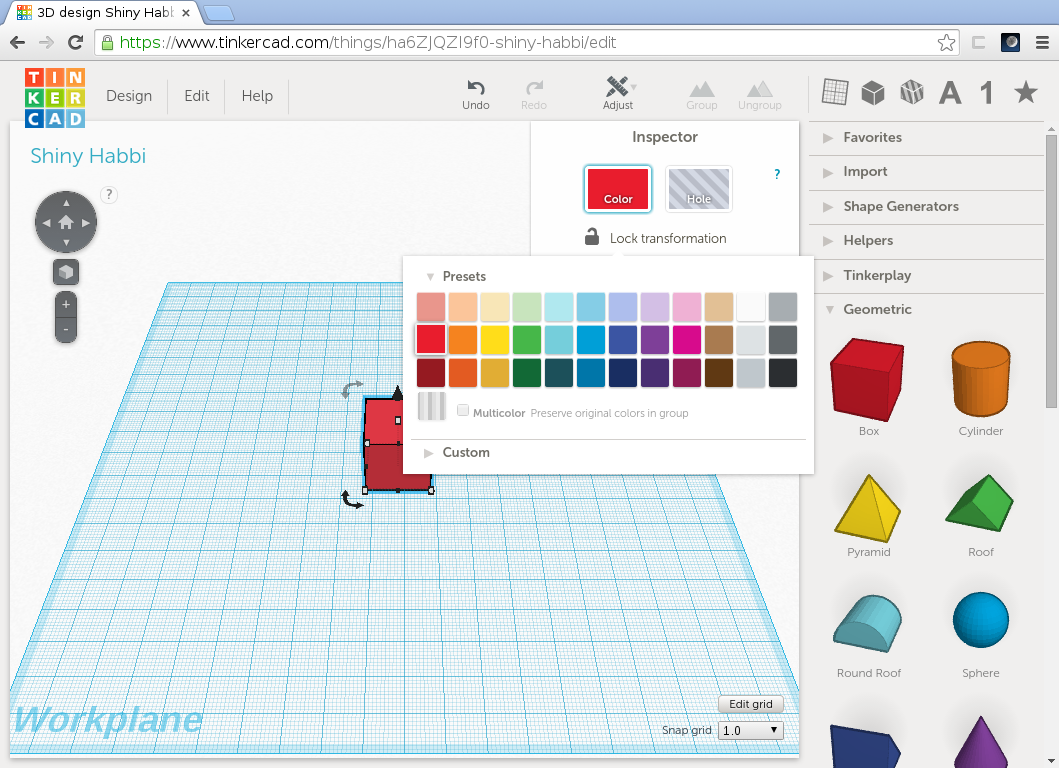 3D design Shiny Habb
https://www.tinkercad.com/things/ha6ZJQZI9f0-shiny-habbi/edit
TIN
KER
CAD
Design Edit Help
Undo Redo Adjust Group Ungroup
A 1
Shiny Habbi
?
+
-
Inspector
Color Hole ?
Lock transformation
Presets
Multicolor Preserve original colors in group
Custom
Workplane
Edit grid
Snap grid 1.0
Favorites
Import
Shape Generators
Helpers
Tinkerplay
Geometric
Box Cylinder
Pyramid Roof
Round Roof Sphere